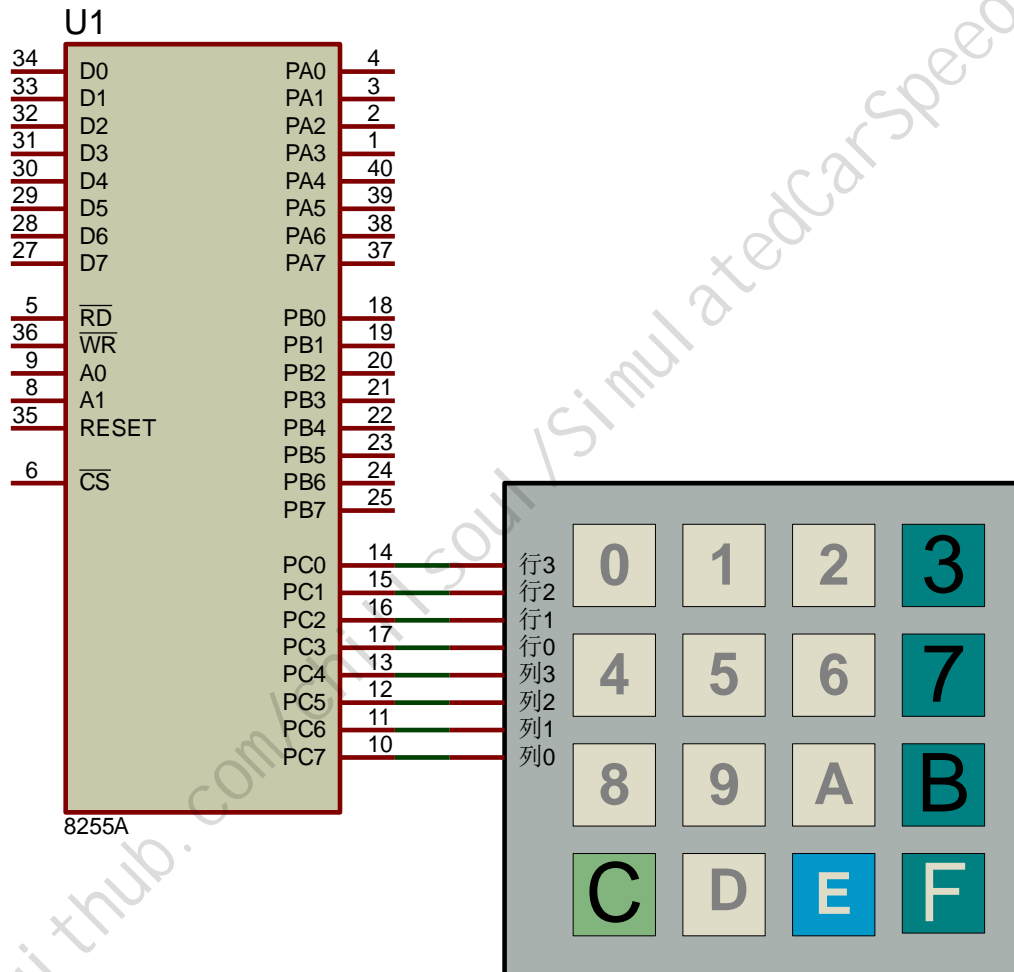 U1
34 D0 PA0 4
33 D1 PA1 3
32 D2 PA2 2
31 D3 PA3 1
30 D4 PA4 40
29 D5 PA5 39
28 D6 PA6 38
27 D7 PA7 37
5 RD PB0 18
36 WR PB1 19
9 A0 PB2 20
8 A1 PB3 21
35 RESET PB4 22
PB5 23
6 CS PB6 24
PB7 25
PC0 14 行3
PC1 15 行2
PC2 16 行1
PC3 17 行0
PC4 13 列3
PC5 12 列2
PC6 11 列1
PC7 10 列0
8255A
0 1 2 3
4 5 6 7
8 9 A B
C D E F
github.com/chillsoul/SimulatedCarSpeed